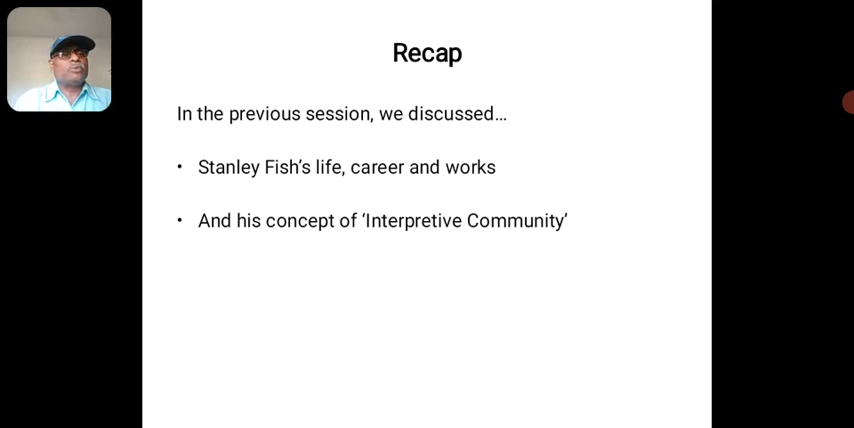 Recap
In the previous session, we discussed...
• Stanley Fish’s life, career and works
• And his concept of ‘Interpretive Community’